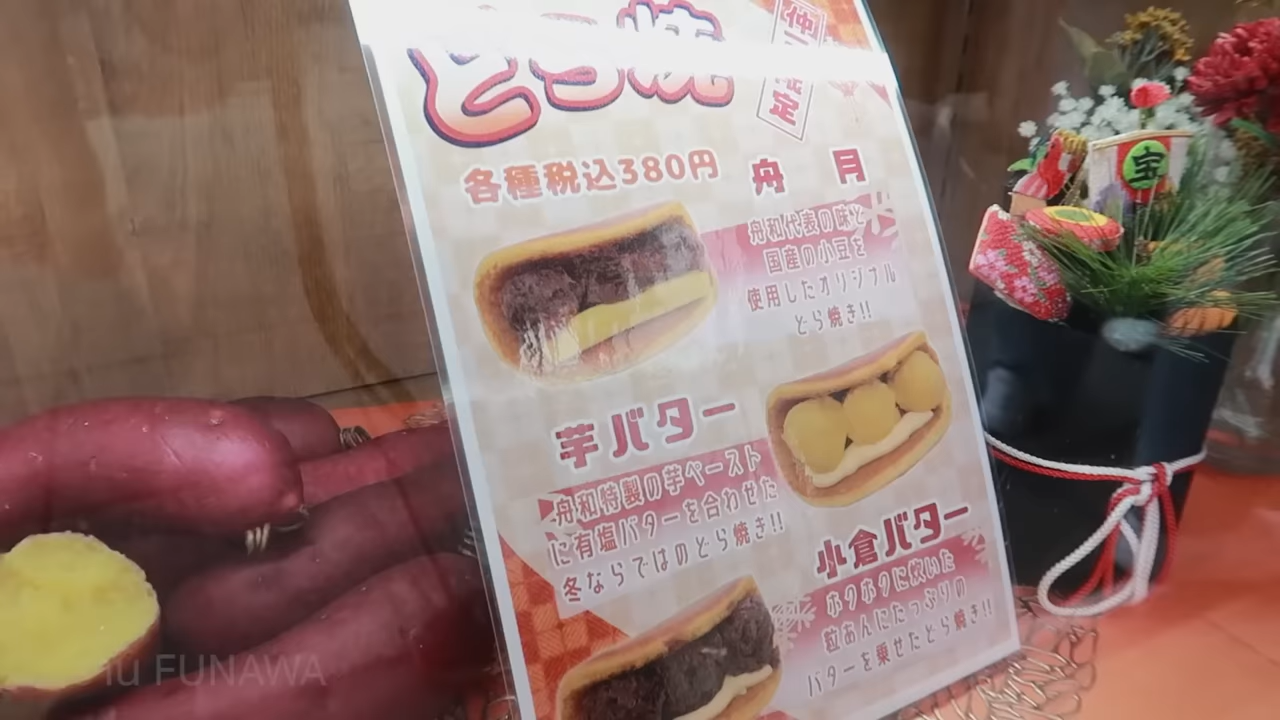 どら焼
各種税込380円
舟 月
舟和代表の味と
国産の小豆を
使用したオリジナル
どら焼き!!
芋バター
舟和特製の芋ペースト
に有塩バターを合わせた
冬ならではのどら焼き!!
小倉バター
ホクホクに炊いた
粒あんにたっぷりの
バターを乗せたどら焼き!!
宝
FUNAWA